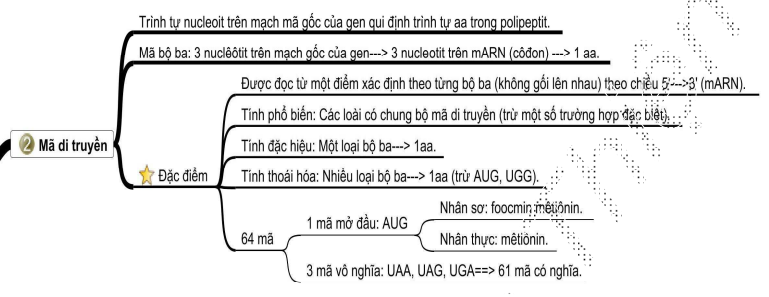 Trình tự nucleoit trên mạch mã gốc của gen qui định trình tự aa trong polipeptit.
Mã bộ ba: 3 nuclêôtit trên mạch gốc của gen---> 3 nucleotit trên mARN (côđon) ---> 1 aa.
Được đọc từ một điểm xác định theo từng bộ ba (không gối lên nhau) theo chiều 5'--->3' (mARN).
Tính phổ biến: Các loài có chung bộ mã di truyền (trừ một số trường hợp đặc biệt).
2 Mã di truyền
Tính đặc hiệu: Một loại bộ ba---> 1aa.
Đặc điểm
Tính thoái hóa: Nhiều loại bộ ba---> 1aa (trừ AUG, UGG).
Nhân sơ: foocmin mêtiônin.
1 mã mở đầu: AUG
64 mã
Nhân thực: mêtiônin.
3 mã vô nghĩa: UAA, UAG, UGA==> 61 mã có nghĩa.